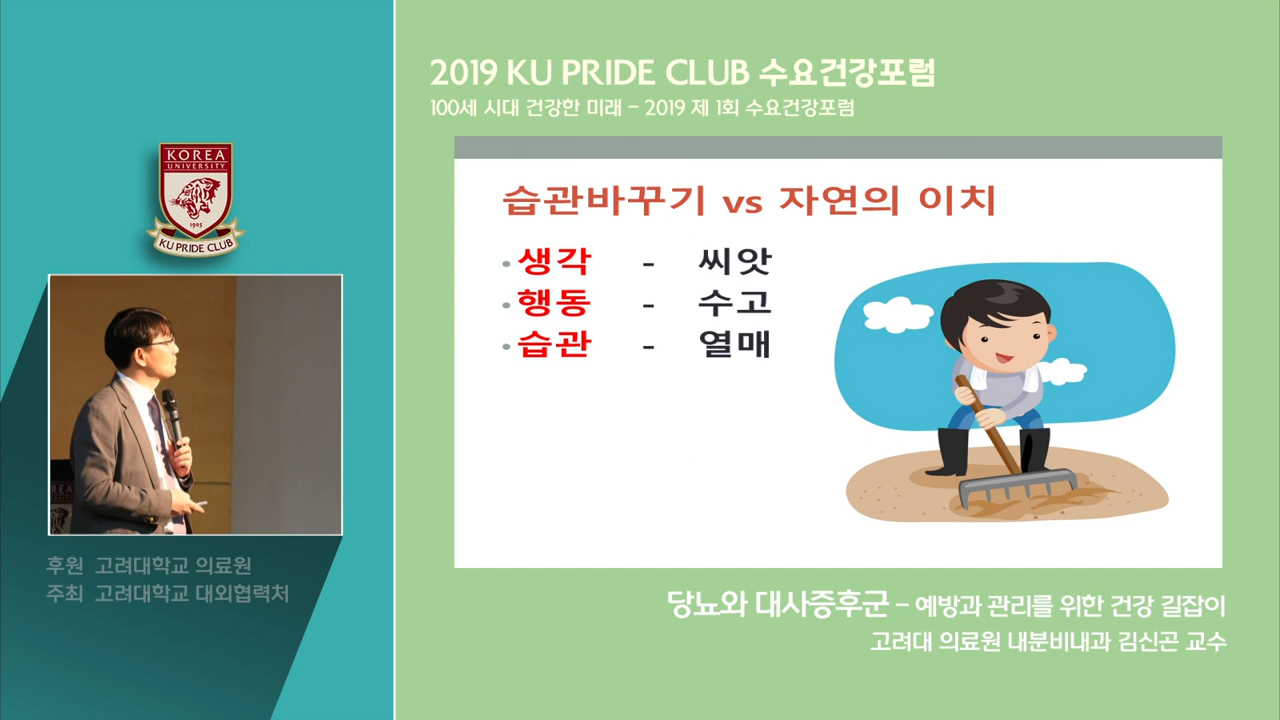 2019 KU PRIDE CLUB 수요건강포럼
100세 시대 건강한 미래 – 2019 제 1회 수요건강포럼
KOREA
UNIVERSITY
1905
KU PRIDE CLUB
습관바꾸기 vs 자연의 이치
• 생각 - 씨앗
• 행동 - 수고
• 습관 - 열매
후원 고려대학교 의료원
주최 고려대학교 대외협력처
당뇨와 대사증후군 – 예방과 관리를 위한 건강 길잡이
고려대 의료원 내분비내과 김신곤 교수